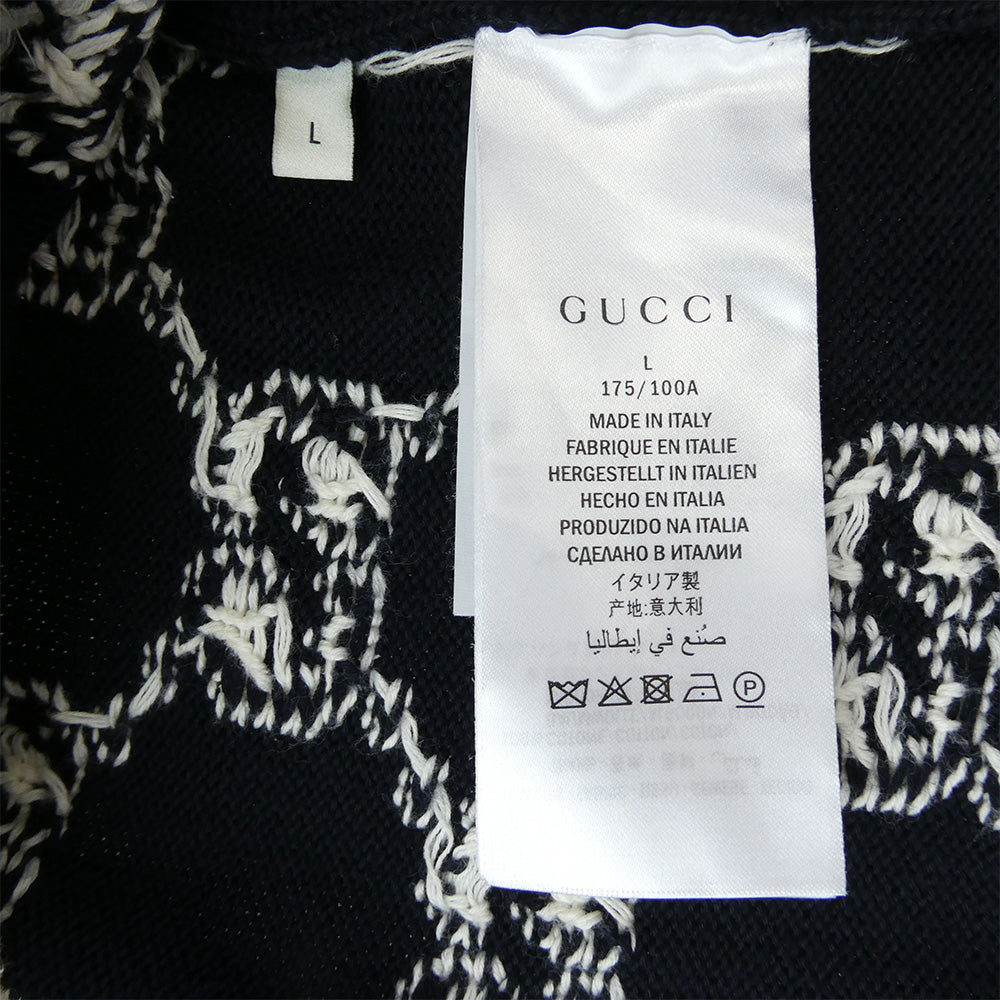 L
GUCCI
L
175/100A
MADE IN ITALY
FABRIQUE EN ITALIE
HERGESTELLT IN ITALIEN
HECHO EN ITALIA
PRODUZIDO NA ITALIA
СДЕЛАНО В ИТАЛИИ
イタリア製
产地:意大利
صُنع في إيطاليا
P